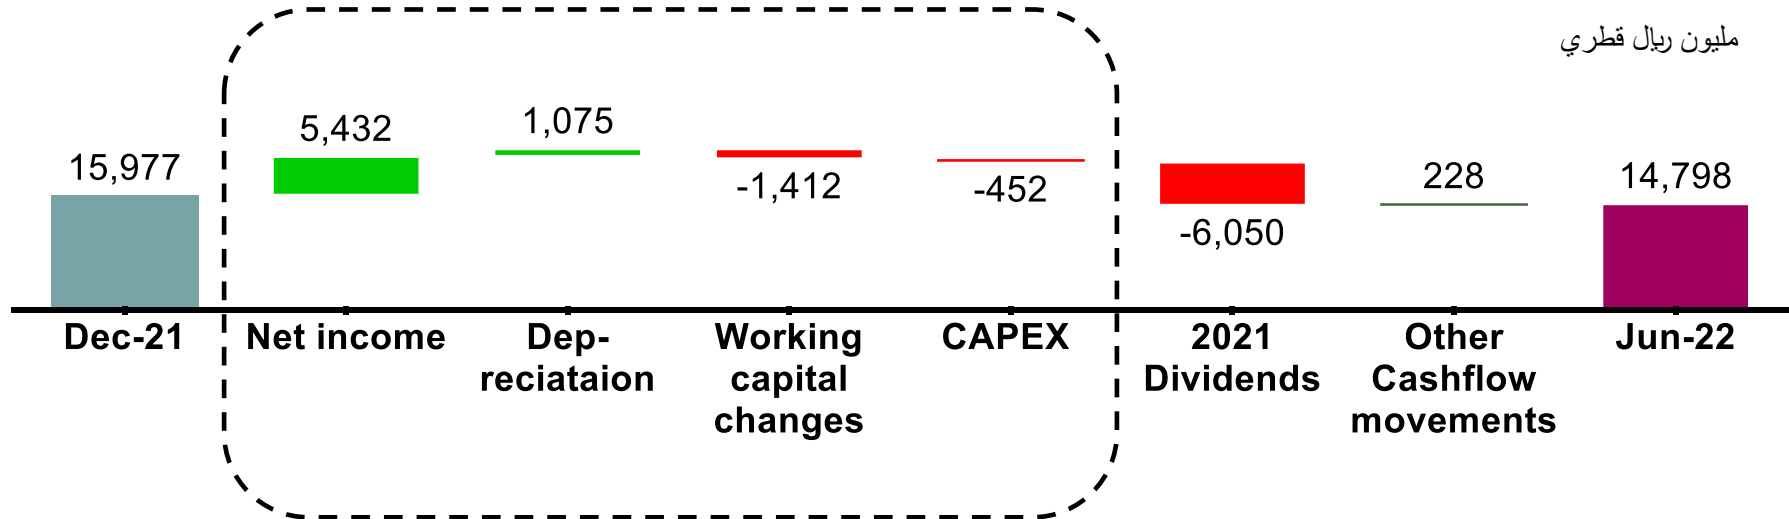 مليون ريال قطري
15,977
5,432
1,075
-1,412
-452
-6,050
228
14,798
Dec-21
Net income
Dep-
reciataion
Working
capital
changes
CAPEX
2021
Dividends
Other
Cashflow
movements
Jun-22